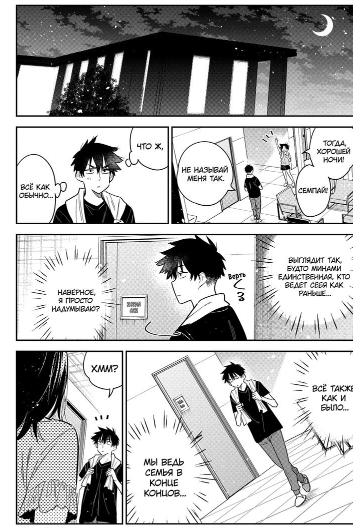 ТОГДА,
ХОРОШЕЙ
НОЧИ!
СЕМПАЙ!
НЕ НАЗЫВАЙ
МЕНЯ ТАК.
ЧТО Ж,
ВСЁ КАК
ОБЫЧНО...
ВЫГЛЯДИТ ТАК,
БУДТО МИНАМИ
ЕДИНСТВЕННАЯ, КТО
ВЕДЕТ СЕБЯ КАК
РАНЬШЕ...
Верть
НАВЕРНОЕ,
Я ПРОСТО
НАДУМЫВАЮ?
ВСЁ ТАКЖЕ
КАК И
БЫЛО...
МЫ ВЕДЬ
СЕМЬЯ В
КОНЦЕ
КОНЦОВ...
ХММ?